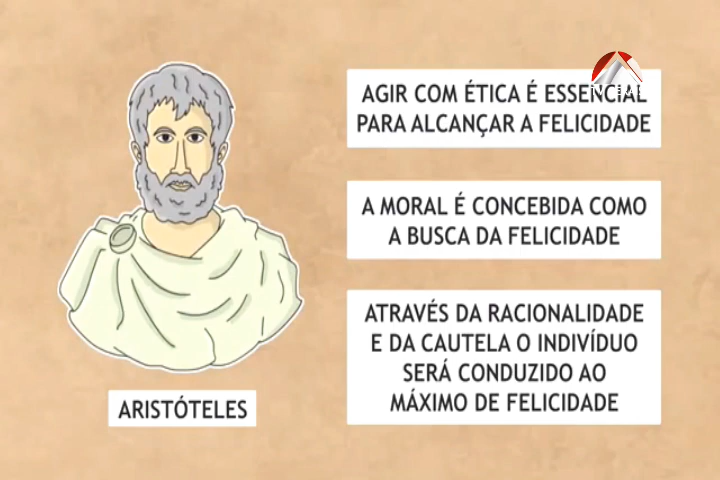 AGIR COM ÉTICA É ESSENCIAL
PARA ALCANÇAR A FELICIDADE
A MORAL É CONCEBIDA COMO
A BUSCA DA FELICIDADE
ATRAVÉS DA RACIONALIDADE
E DA CAUTELA O INDIVÍDUO
SERÁ CONDUZIDO AO
MÁXIMO DE FELICIDADE
ARISTÓTELES